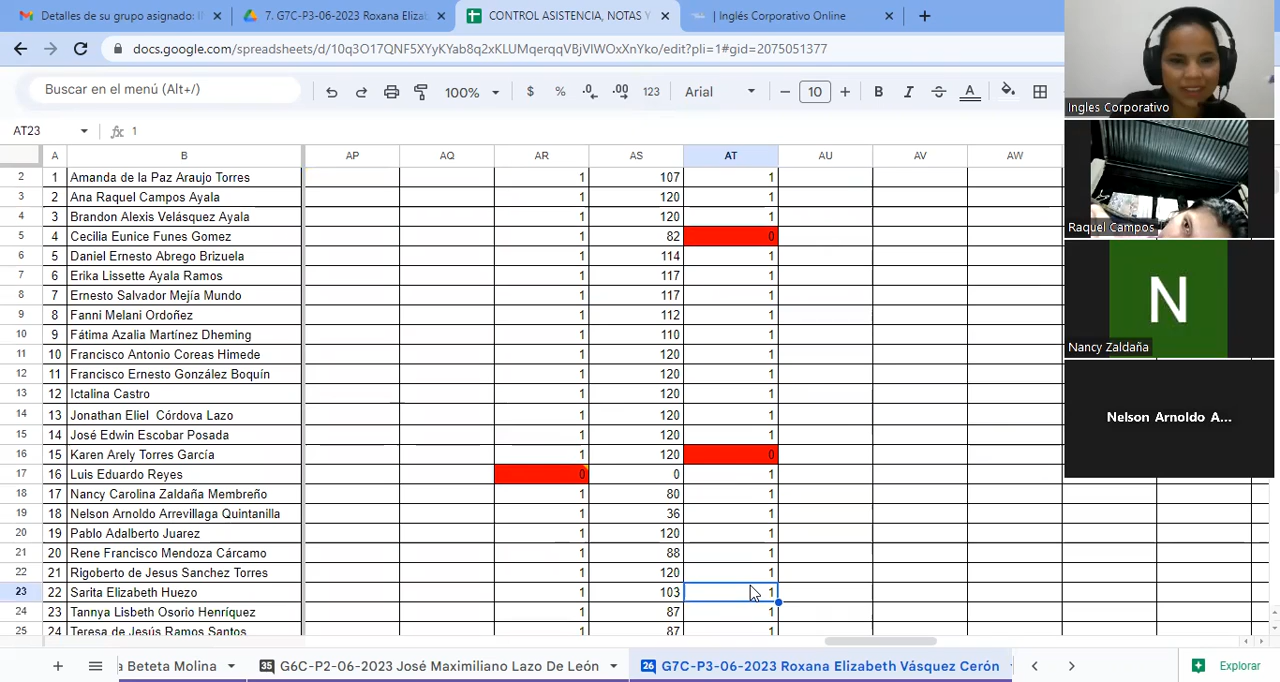 Detalles de su grupo asignado: I
7. G7C-P3-06-2023 Roxana Elizab
CONTROL ASISTENCIA, NOTAS Y
| Inglés Corporativo Online
docs.google.com/spreadsheets/d/10q3O17QNF5XYyKYab8q2xKLUMqerqqVBjVlWOxXnYko/edit?pli=1#gid=2075051377
Buscar en el menú (Alt+/)
100%
$ % .0 .00 123
Arial
10
B I S A
AT23 fx 1
A B AP AQ AR AS AT AU AV AW
2 1 Amanda de la Paz Araujo Torres 1 107 1
3 2 Ana Raquel Campos Ayala 1 120 1
4 3 Brandon Alexis Velásquez Ayala 1 120 1
5 4 Cecilia Eunice Funes Gomez 1 82 0
6 5 Daniel Ernesto Abrego Brizuela 1 114 1
7 6 Erika Lissette Ayala Ramos 1 117 1
8 7 Ernesto Salvador Mejía Mundo 1 117 1
9 8 Fanni Melani Ordoñez 1 112 1
10 9 Fátima Azalia Martínez Dheming 1 110 1
11 10 Francisco Antonio Coreas Himede 1 120 1
12 11 Francisco Ernesto González Boquín 1 120 1
13 12 Ictalina Castro 1 120 1
14 13 Jonathan Eliel Córdova Lazo 1 120 1
15 14 José Edwin Escobar Posada 1 120 1
16 15 Karen Arely Torres García 1 120 0
17 16 Luis Eduardo Reyes 0 0 1
18 17 Nancy Carolina Zaldaña Membreño 1 80 1
19 18 Nelson Arnoldo Arrevillaga Quintanilla 1 36 1
20 19 Pablo Adalberto Juarez 1 120 1
21 20 Rene Francisco Mendoza Cárcamo 1 88 1
22 21 Rigoberto de Jesus Sanchez Torres 1 120 1
23 22 Sarita Elizabeth Huezo 1 103 1
24 23 Tannya Lisbeth Osorio Henríquez 1 87 1
25 24 Teresa de Jesús Ramos Santos 1 87 1
a Beteta Molina
35 G6C-P2-06-2023 José Maximiliano Lazo De León
26 G7C-P3-06-2023 Roxana Elizabeth Vásquez Cerón
Explorar
Ingles Corporativo
Raquel Campos
N
Nancy Zaldaña
Nelson Arnoldo A...